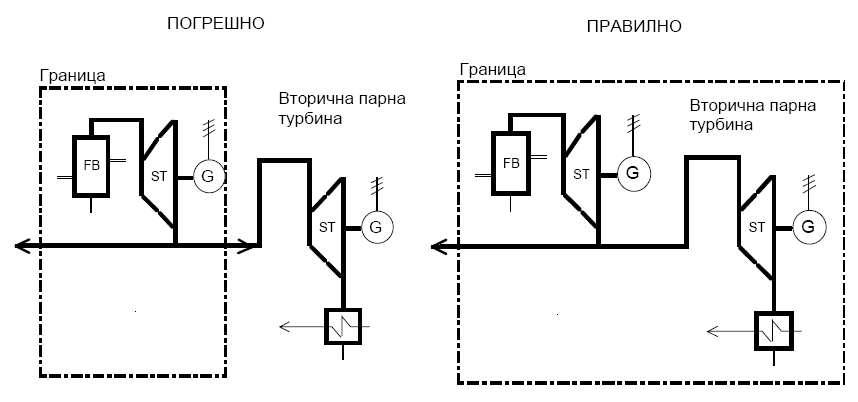 ПОГРЕШНО
Граница
Вторична парна
турбина
FB
ST
G
ST
G
ПРАВИЛНО
Граница
Вторична парна
турбина
FB
ST
G
ST
G